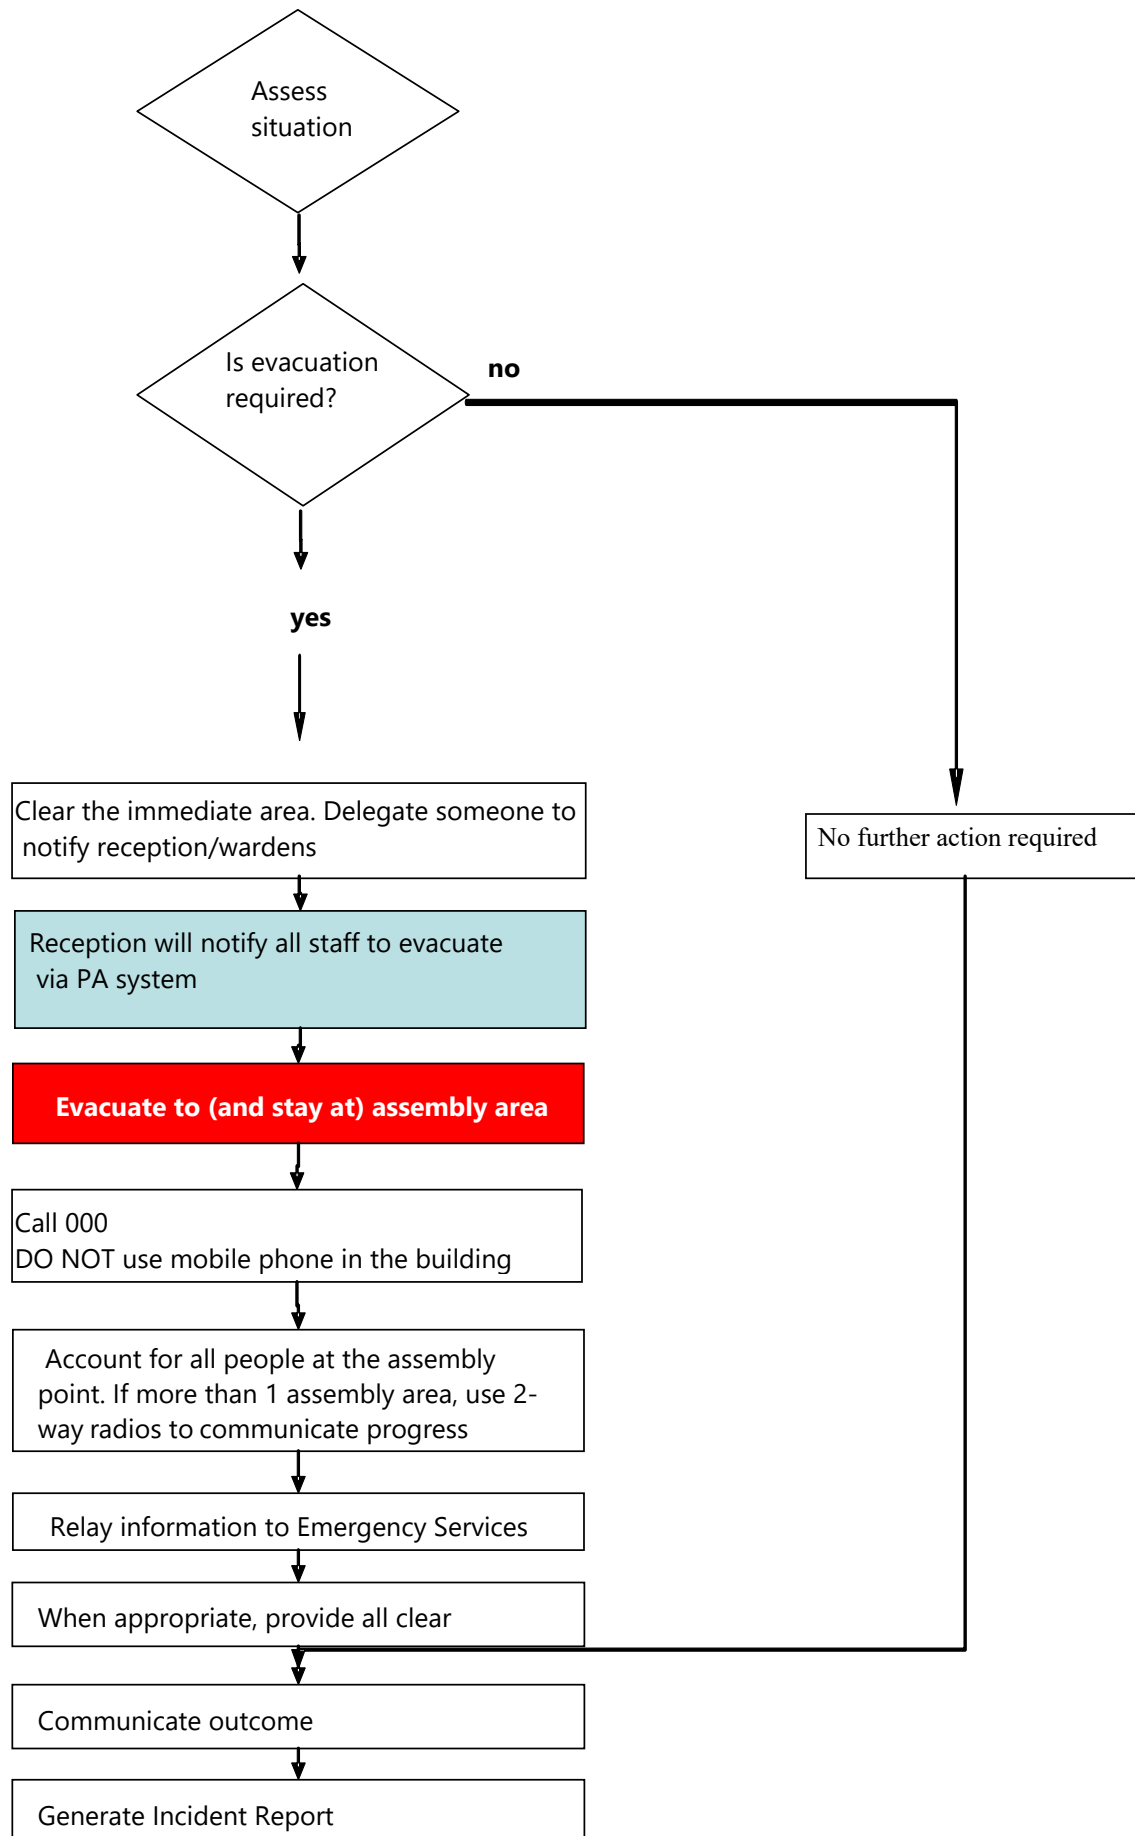 Assess
situation
Is evacuation
required?
no
yes
Clear the immediate area. Delegate someone to
notify reception/wardens
No further action required
Reception will notify all staff to evacuate
via PA system
Evacuate to (and stay at) assembly area
Call 000
DO NOT use mobile phone in the building
Account for all people at the assembly
point. If more than 1 assembly area, use 2-
way radios to communicate progress
Relay information to Emergency Services
When appropriate, provide all clear
Communicate outcome
Generate Incident Report